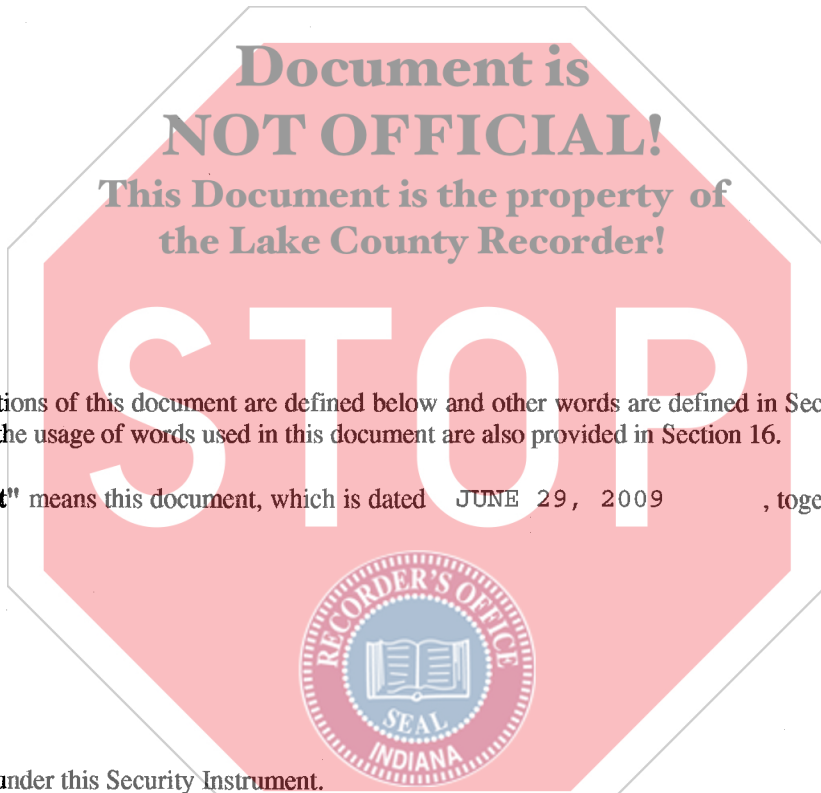 Document is
NOT OFFICIAL!
This Document is the property of
the Lake County Recorder!
STOP
tions of this document are defined below and other words are defined in Sec
the usage of words used in this document are also provided in Section 16.
t" means this document, which is dated JUNE 29, 2009 , toge
RECORDER'S OFFICE
SEAL
INDIANA
under this Security Instrument.